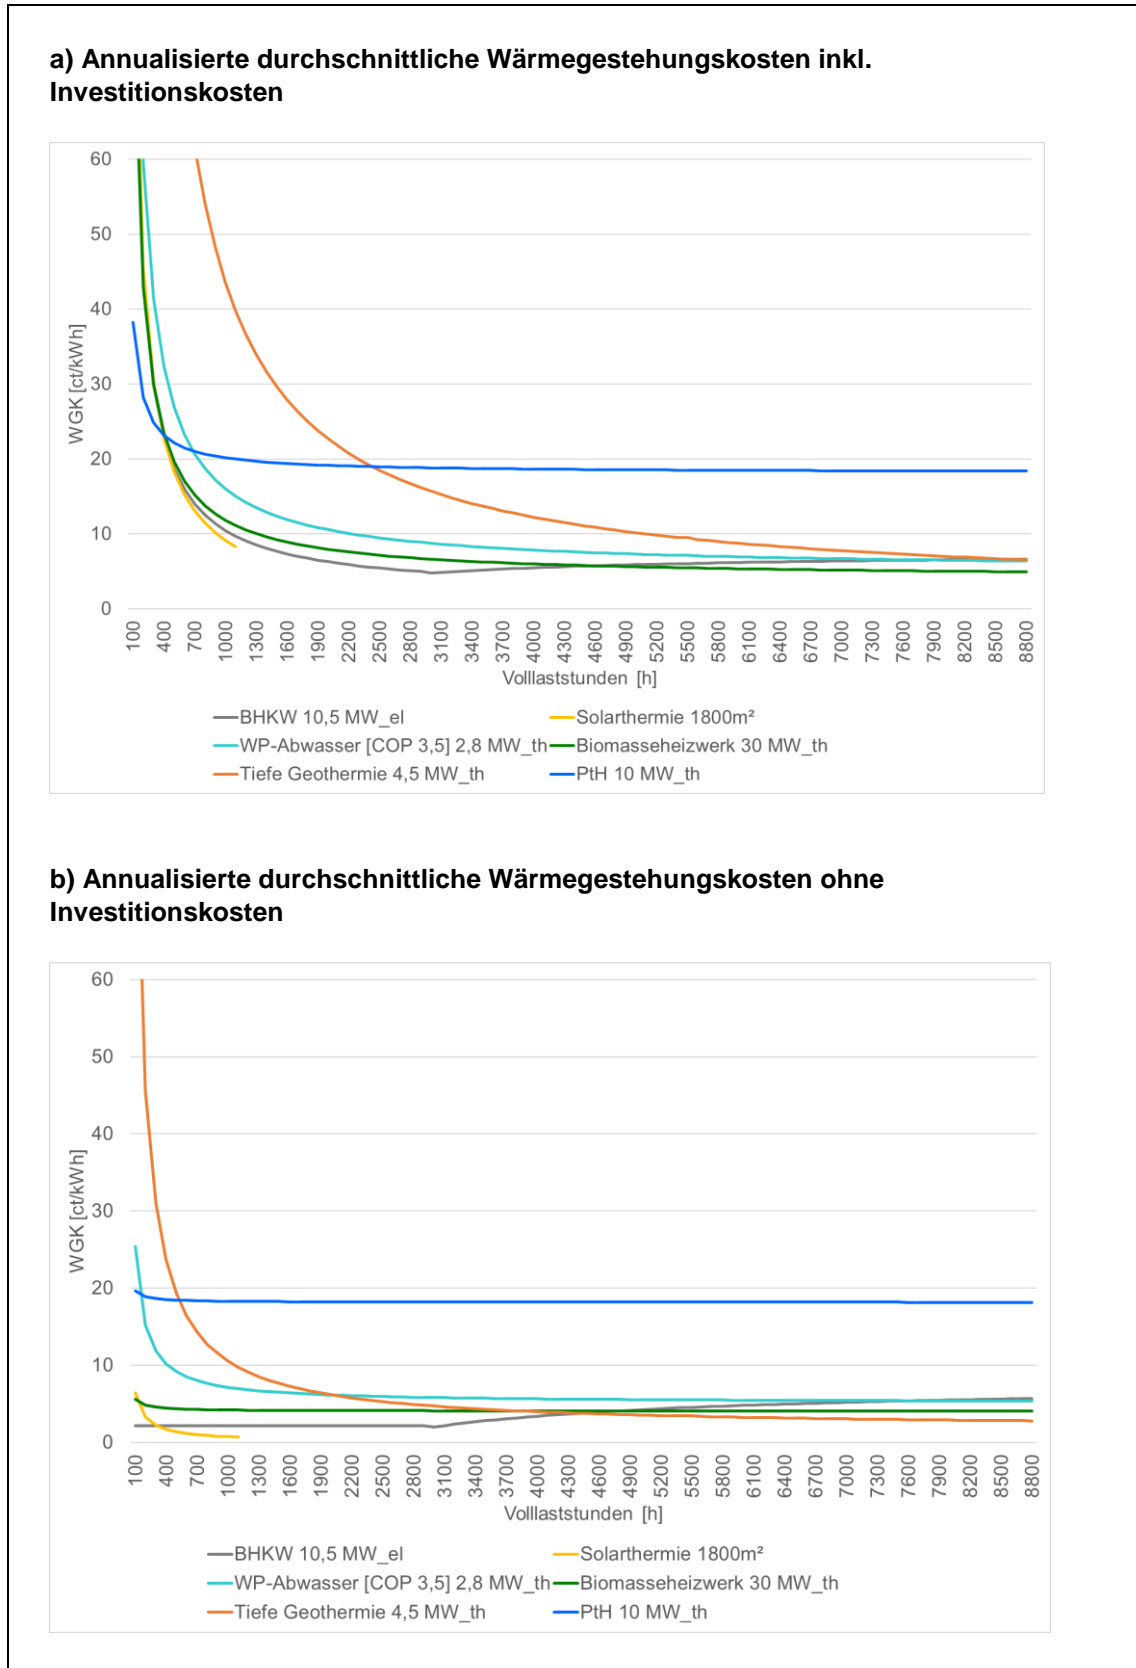 a) Annualisierte durchschnittliche Wärmegestehungskosten inkl.
Investitionskosten
60
50
40
30
20
10
0
WGK [ct/kWh]
100 400 700 1000 1300 1600 1900 2200 2500 2800 3100 3400 3700 4000 4300 4600 4900 5200 5500 5800 6100 6400 6700 7000 7300 7600 7900 8200 8500 8800
Volllaststunden [h]
BHKW 10,5 MW_el Solarthermie 1800m²
WP-Abwasser [COP 3,5] 2,8 MW_th Biomasseheizwerk 30 MW_th
Tiefe Geothermie 4,5 MW_th PtH 10 MW_th
b) Annualisierte durchschnittliche Wärmegestehungskosten ohne
Investitionskosten
60
50
40
30
20
10
0
WGK [ct/kWh]
100 400 700 1000 1300 1600 1900 2200 2500 2800 3100 3400 3700 4000 4300 4600 4900 5200 5500 5800 6100 6400 6700 7000 7300 7600 7900 8200 8500 8800
Volllaststunden [h]
BHKW 10,5 MW_el Solarthermie 1800m²
WP-Abwasser [COP 3,5] 2,8 MW_th Biomasseheizwerk 30 MW_th
Tiefe Geothermie 4,5 MW_th PtH 10 MW_th